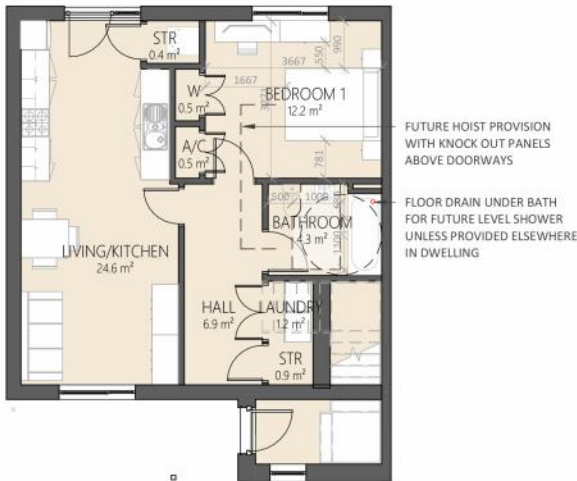 STR
0.4 m²
990
550
3667
1667
W
0.5 m²
BEDROOM 1
12.2 m²
A/C
0.5 m²
781
FUTURE HOIST PROVISION
WITH KNOCK OUT PANELS
ABOVE DOORWAYS
500
1000
BATHROOM
4.3 m²
1100
FLOOR DRAIN UNDER BATH
FOR FUTURE LEVEL SHOWER
UNLESS PROVIDED ELSEWHERE
IN DWELLING
LIVING/KITCHEN
24.6 m²
HALL
6.9 m²
LAUNDRY
1.2 m²
STR
0.9 m²